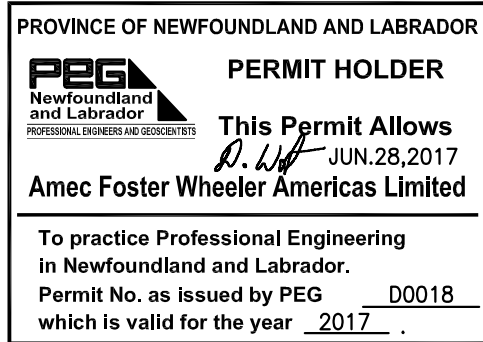 PROVINCE OF NEWFOUNDLAND AND LABRADOR
PEG
Newfoundland
and Labrador
PROFESSIONAL ENGINEERS AND GEOSCIENTISTS
PERMIT HOLDER
This Permit Allows
JUN.28,2017
Amec Foster Wheeler Americas Limited
To practice Professional Engineering
in Newfoundland and Labrador.
Permit No. as issued by PEG D0018
which is valid for the year 2017 .